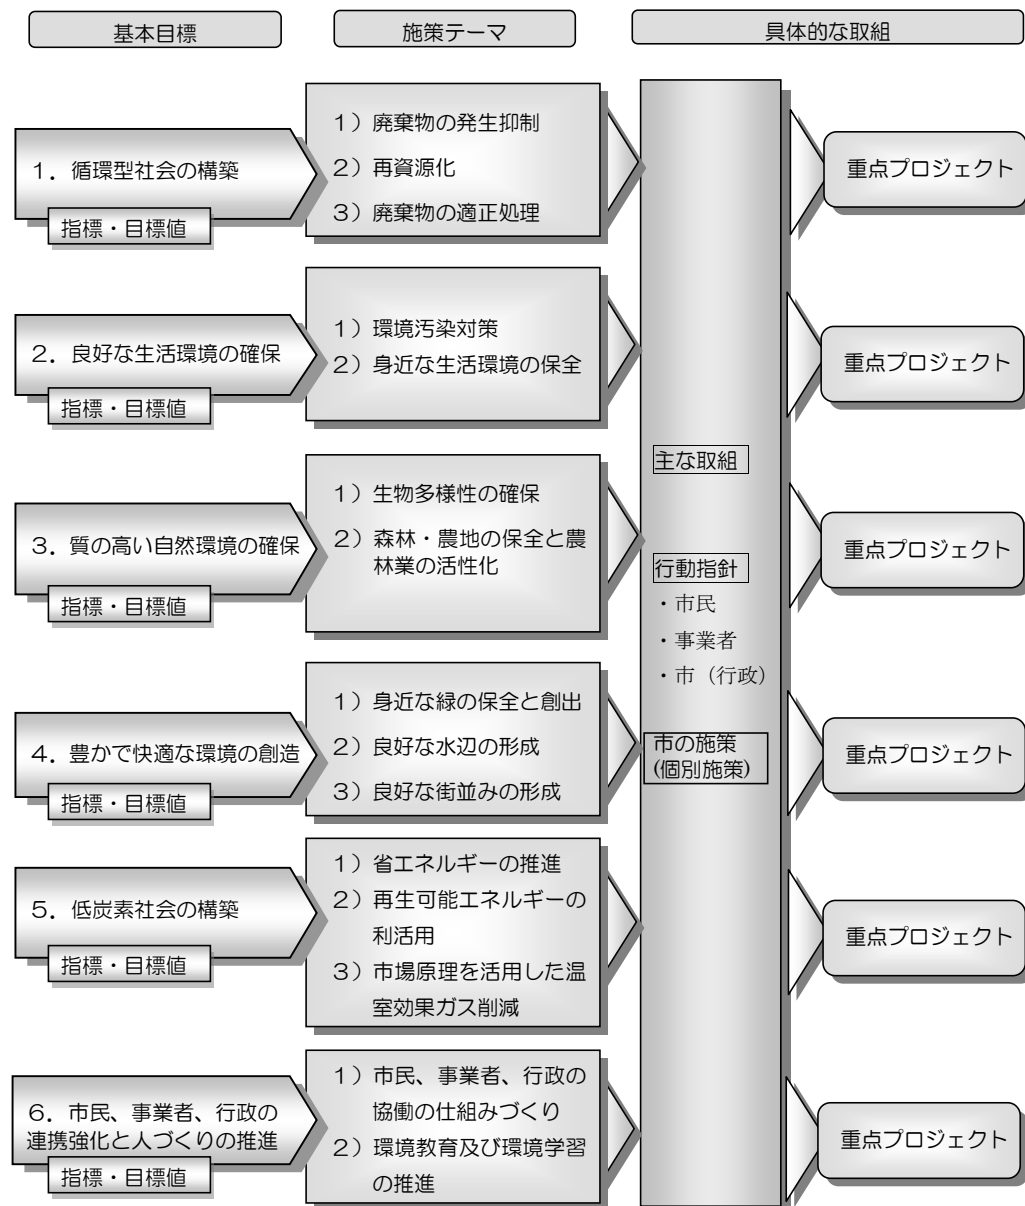 基本目標
施策テーマ
具体的な取組
1．循環型社会の構築
指標・目標値
1）廃棄物の発生抑制
2）再資源化
3）廃棄物の適正処理
重点プロジェクト
2．良好な生活環境の確保
指標・目標値
1）環境汚染対策
2）身近な生活環境の保全
重点プロジェクト
3．質の高い自然環境の確保
指標・目標値
1）生物多様性の確保
2）森林・農地の保全と農
林業の活性化
重点プロジェクト
4．豊かで快適な環境の創造
指標・目標値
1）身近な緑の保全と創出
2）良好な水辺の形成
3）良好な街並みの形成
重点プロジェクト
5．低炭素社会の構築
指標・目標値
1）省エネルギーの推進
2）再生可能エネルギーの
利活用
3）市場原理を活用した温
室効果ガス削減
重点プロジェクト
6．市民、事業者、行政の
連携強化と人づくりの推進
指標・目標値
1）市民、事業者、行政の
協働の仕組みづくり
2）環境教育及び環境学習
の推進
重点プロジェクト
主な取組
行動指針
・市民
・事業者
・市（行政）
市の施策
(個別施策)